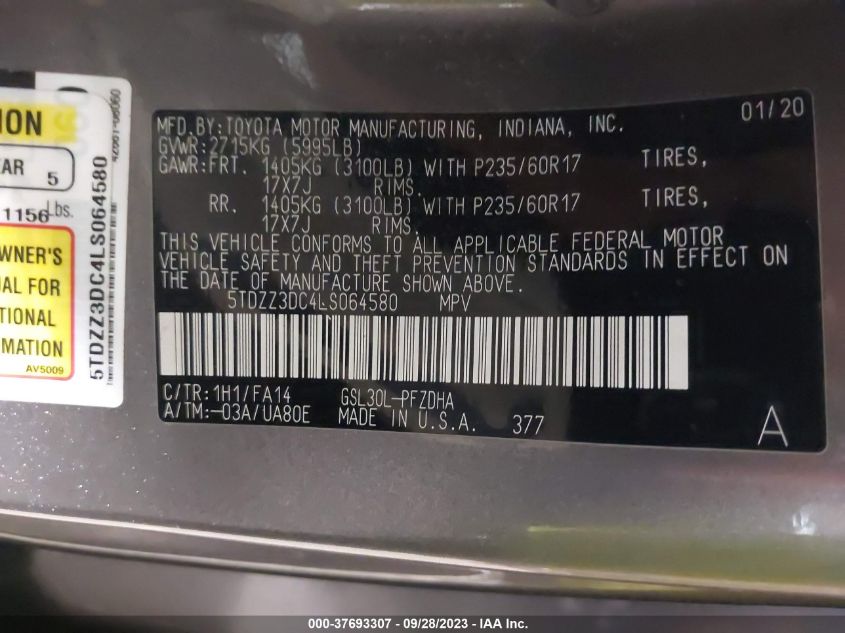 ION
AR 5
1156 Lbs.
OWNER'S
UAL FOR
TIONAL
MATION
AV5009
5TDZZ3DC4LS064580
MFD.BY:TOYOTA MOTOR MANUFACTURING, INDIANA, INC. 01/20
GVWR:2715KG (5995LB)
GAWR:FRT. 1405KG (3100LB) WITH P235/60R17 TIRES,
17X7J RIMS.
RR. 1405KG (3100LB) WITH P235/60R17 TIRES,
17X7J RIMS.
THIS VEHICLE CONFORMS TO ALL APPLICABLE FEDERAL MOTOR
VEHICLE SAFETY AND THEFT PREVENTION STANDARDS IN EFFECT ON
THE DATE OF MANUFACTURE SHOWN ABOVE.
5TDZZ3DC4LS064580 MPV
C/TR:1H1/FA14 GSL30L-PFZDHA
A/TM:-03A/UA80E MADE IN U.S.A. 377
A
000-37693307 - 09/28/2023 - IAA Inc.